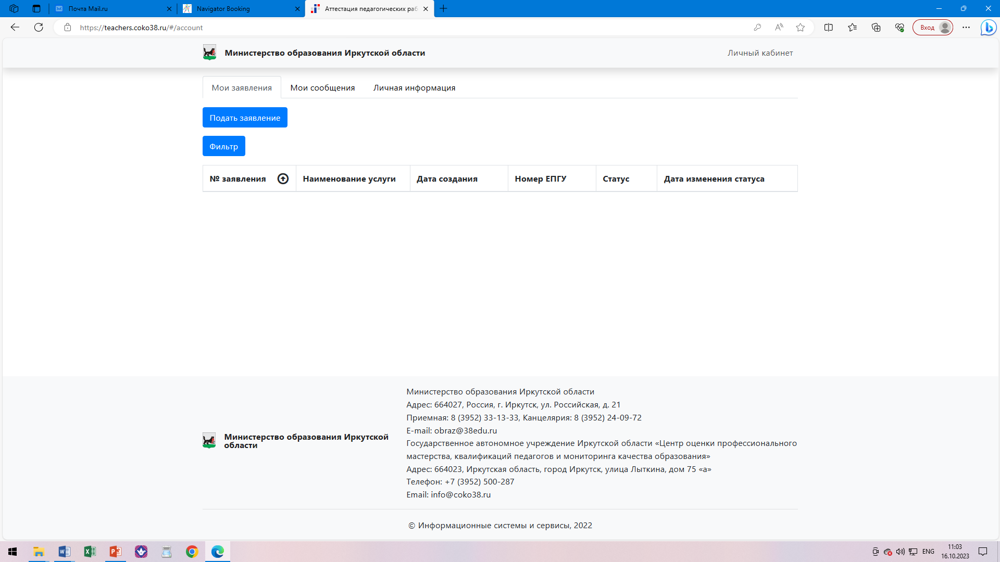 Почта Mail.ru
Navigator Booking
Аттестация педагогических раб
https://teachers.coko38.ru/#/account
Вход
Министерство образования Иркутской области
Личный кабинет
Мои заявления
Мои сообщения
Личная информация
Подать заявление
Фильтр
№ заявления
Наименование услуги
Дата создания
Номер ЕПГУ
Статус
Дата изменения статуса
Министерство образования Иркутской
области
Министерство образования Иркутской области
Адрес: 664027, Россия, г. Иркутск, ул. Российская, д. 21
Приемная: 8 (3952) 33-13-33, Канцелярия: 8 (3952) 24-09-72
E-mail: obraz@38edu.ru
Государственное автономное учреждение Иркутской области «Центр оценки профессионального
мастерства, квалификаций педагогов и мониторинга качества образования»
Адрес: 664023, Иркутская область, город Иркутск, улица Лыткина, дом 75 «а»
Телефон: +7 (3952) 500-287
Email: info@coko38.ru
© Информационные системы и сервисы, 2022
ENG
11:03
16.10.2023